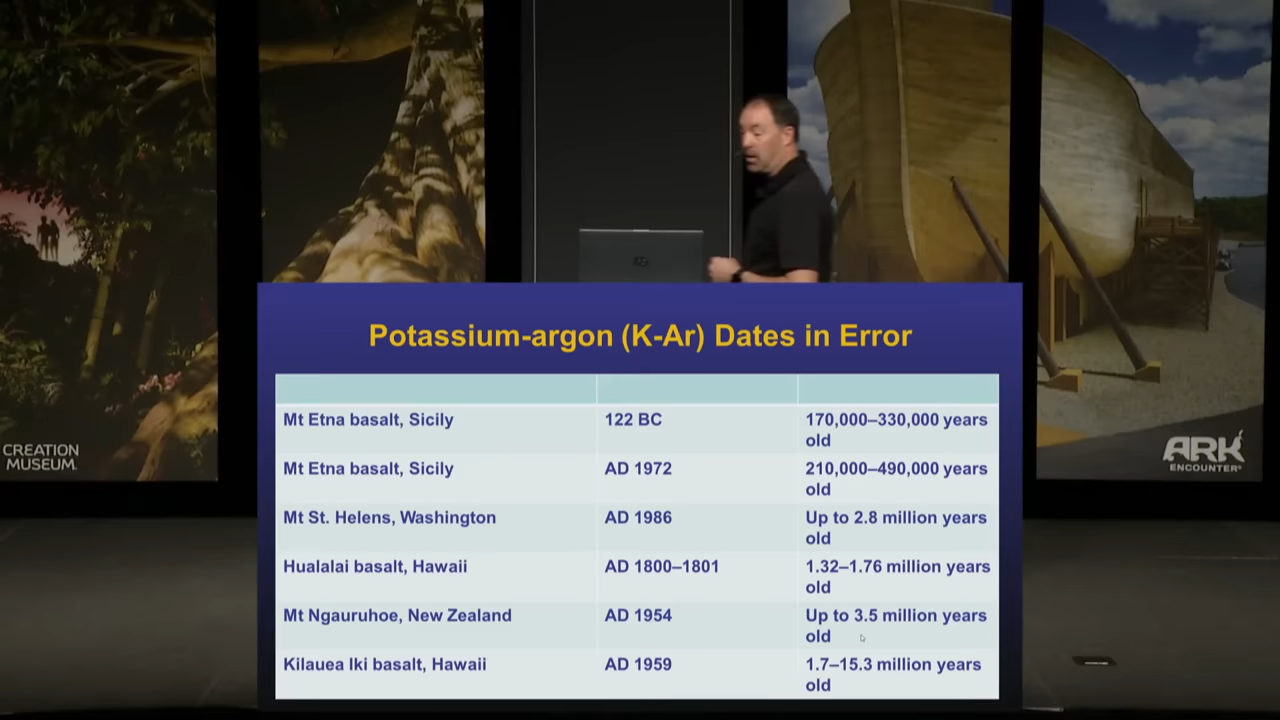 CREATION
MUSEUM
ARK
ENCOUNTER
Potassium-argon (K-Ar) Dates in Error
Mt Etna basalt, Sicily 122 BC 170,000–330,000 years
old
Mt Etna basalt, Sicily AD 1972 210,000–490,000 years
old
Mt St. Helens, Washington AD 1986 Up to 2.8 million years
old
Hualalai basalt, Hawaii AD 1800–1801 1.32–1.76 million years
old
Mt Ngauruhoe, New Zealand AD 1954 Up to 3.5 million years
old
Kilauea Iki basalt, Hawaii AD 1959 1.7–15.3 million years
old